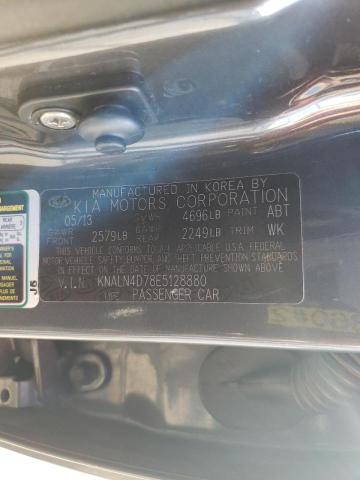 MANUFACTURED IN KOREA BY
KIA MOTORS CORPORATION
05/13 GVWR 4696LB PAINT ABT
GAWR FRONT 2579LB GAWR REAR 2249LB TRIM WK
THIS VEHICLE CONFORMS TO ALL APPLICABLE U.S.A. FEDERAL
MOTOR VEHICLE SAFETY, BUMPER, AND THEFT PREVENTION STANDARDS
IN EFFECT ON THE DATE OF MANUFACTURE SHOWN ABOVE.
V.I.N KNALN4D78E5128880
TYPE PASSENGER CAR
J5